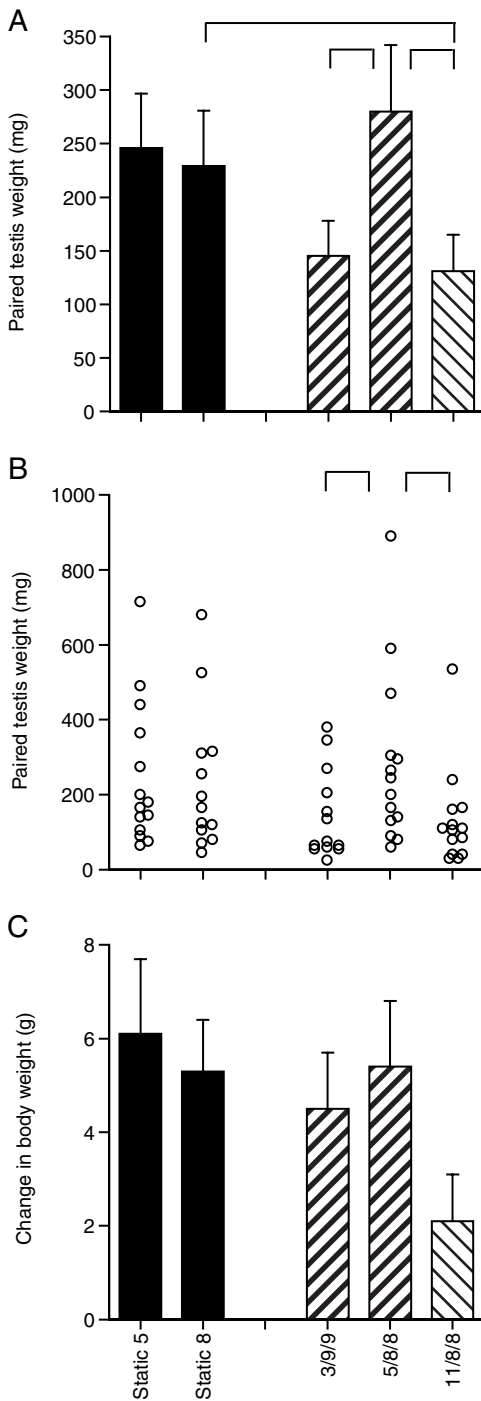 A
Paired testis weight (mg)
350
300
250
200
150
100
50
0
B
Paired testis weight (mg)
1000
800
600
400
200
0
C
Change in body weight (g)
8
6
4
2
0
Static 5
Static 8
3/9/9
5/8/8
11/8/8